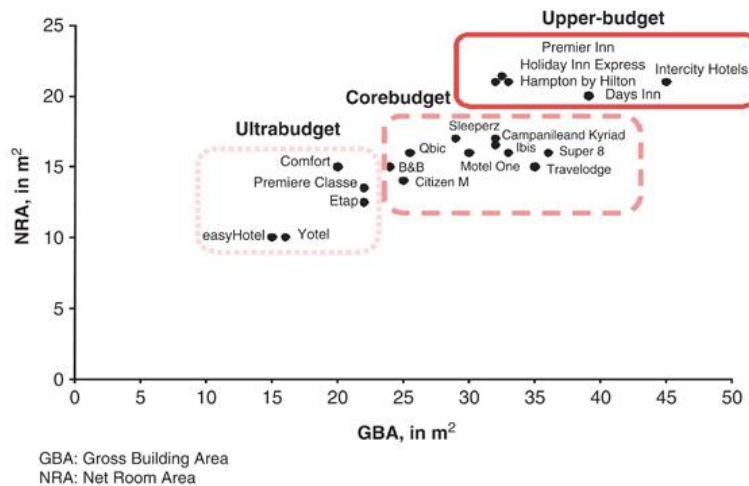 Upper-budget
Premier Inn
Holiday Inn Express
Hampton by Hilton
Intercity Hotels
Days Inn
Corebudget
Sleeperz
Campanileand Kyriad
Qbic
Ibis
Super 8
B&B
Motel One
Travelodge
Citizen M
Ultrabudget
Comfort
Premiere Classe
Etap
easyHotel
Yotel
NRA, in m²
25
20
15
10
5
0
0 5 10 15 20 25 30 35 40 45 50
GBA, in m²
GBA: Gross Building Area
NRA: Net Room Area